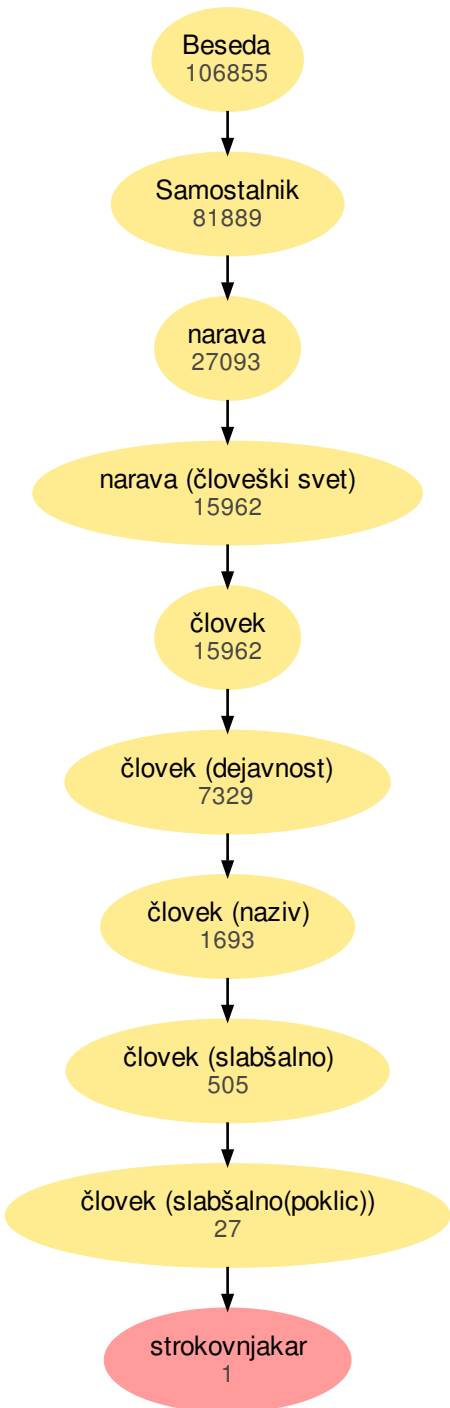 Beseda
106855
Samostalnik
81889
narava
27093
narava (človeški svet)
15962
človek
15962
človek (dejavnost)
7329
človek (naziv)
1693
človek (slabšalno)
505
človek (slabšalno(poklic))
27
strokovnjakar
1